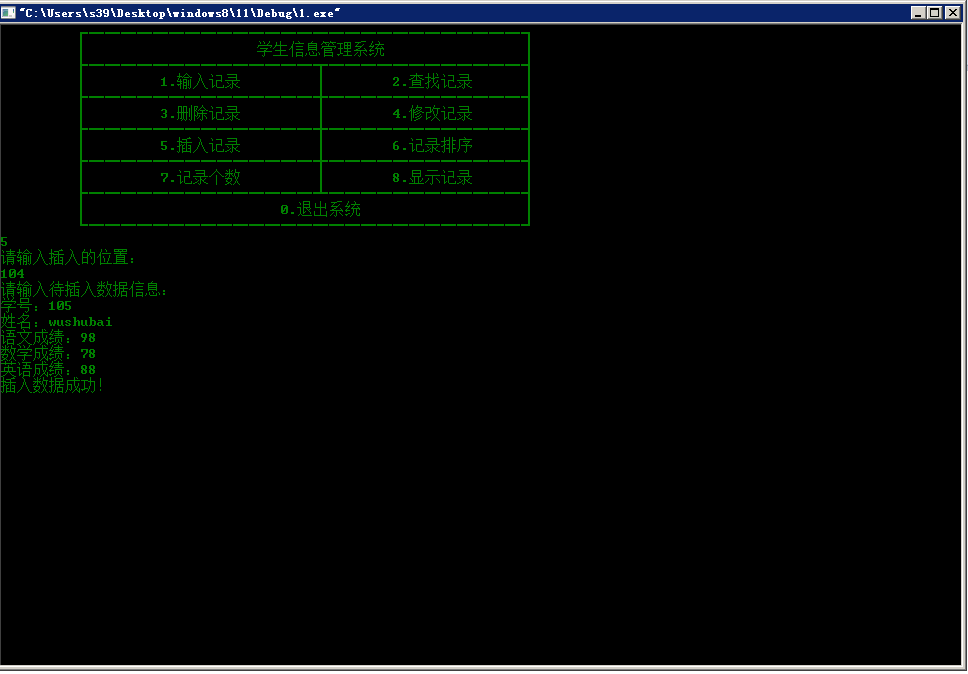 "C:\Users\s39\Desktop\windows8\11\Debug\1.exe"
学生信息管理系统
1.输入记录 2.查找记录
3.删除记录 4.修改记录
5.插入记录 6.记录排序
7.记录个数 8.显示记录
0.退出系统
5
请输入插入的位置：
104
请输入待插入数据信息：
学号：105
姓名：wushubai
语文成绩：98
数学成绩：78
英语成绩：88
插入数据成功！